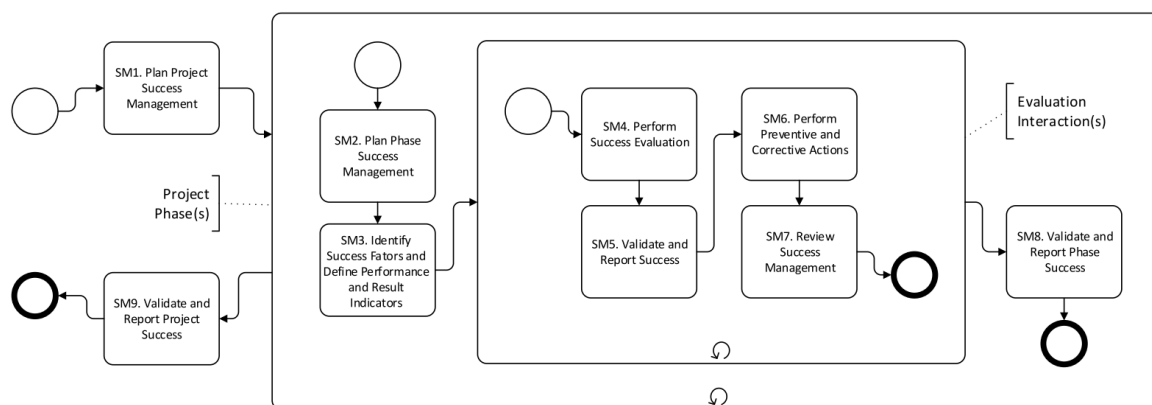 SM1. Plan Project
Success
Management
Project
Phase(s)
SM9. Validate and
Report Project
Success
SM2. Plan Phase
Success
Management
SM3. Identify
Success Fators and
Define Performance
and Result
Indicators
SM4. Perform
Success Evaluation
SM5. Validate and
Report Success
SM6. Perform
Preventive and
Corrective Actions
SM7. Review
Success
Management
Evaluation
Interaction(s)
SM8. Validate and
Report Phase
Success